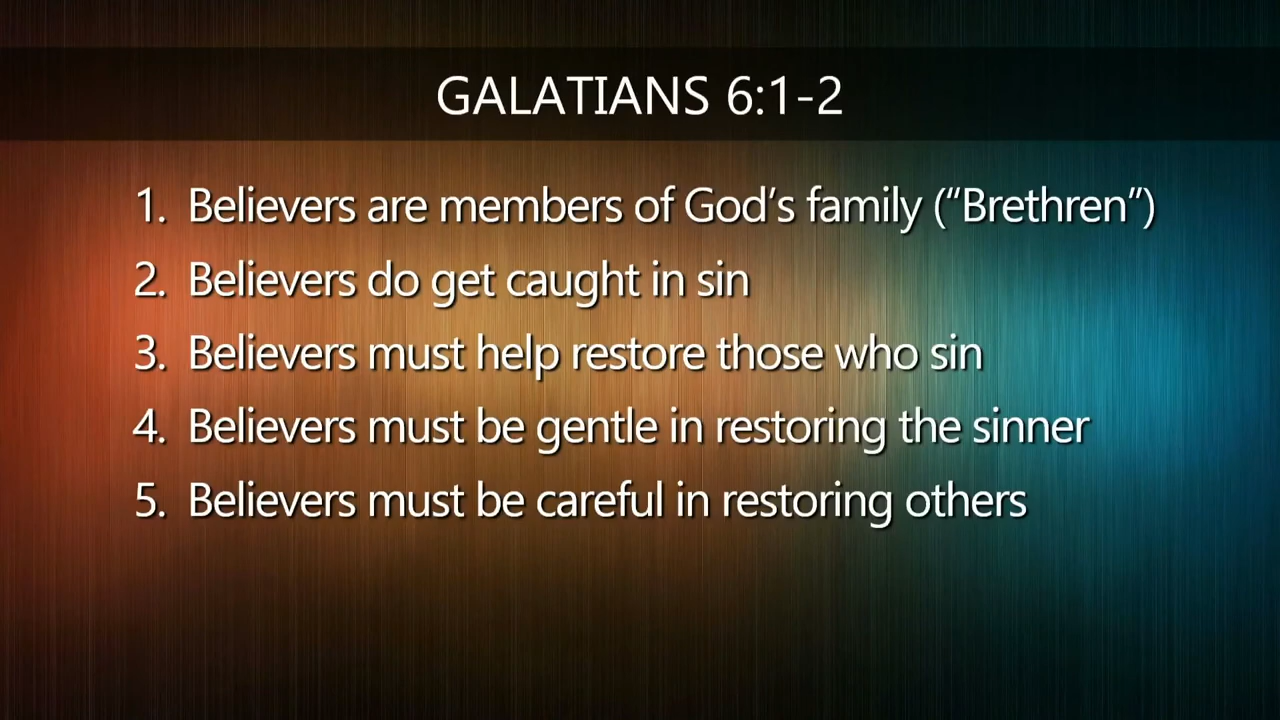 GALATIANS 6:1-2
1. Believers are members of God’s family (“Brethren”)
2. Believers do get caught in sin
3. Believers must help restore those who sin
4. Believers must be gentle in restoring the sinner
5. Believers must be careful in restoring others